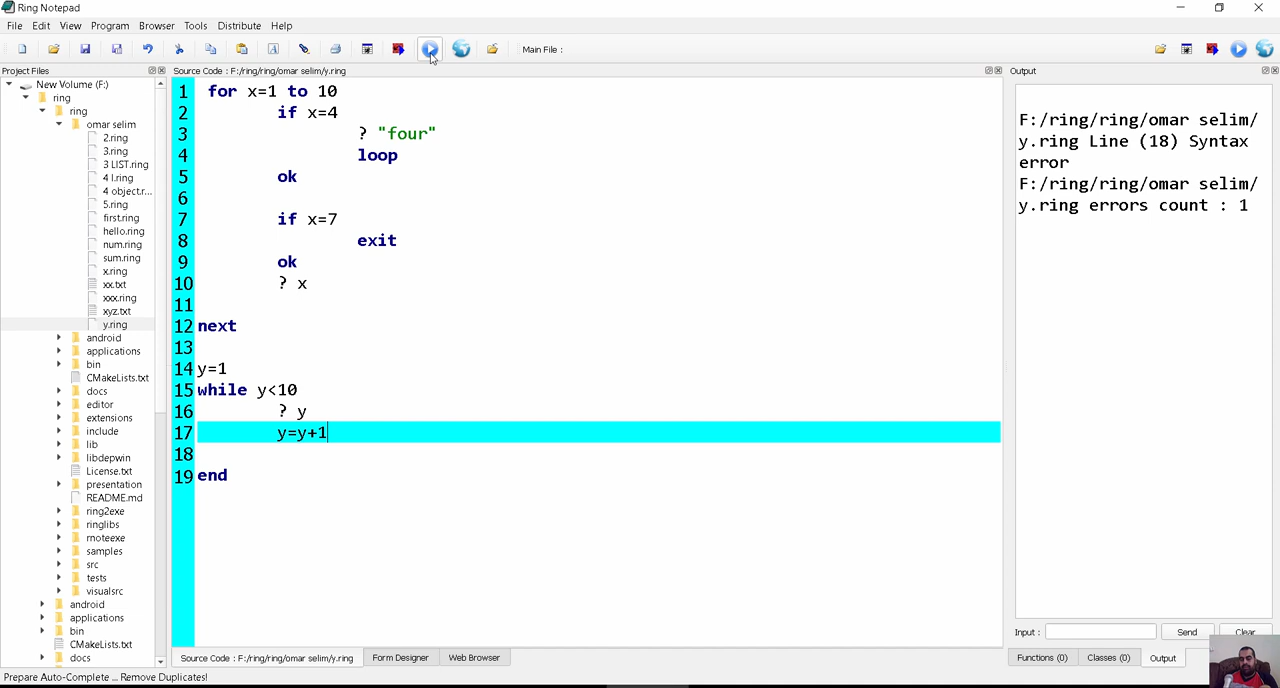 Ring Notepad
File Edit View Program Browser Tools Distribute Help
Main File :
Project Files
Source Code : F:/ring/ring/omar selim/y.ring
Output
New Volume (F:)
ring
ring
omar selim
2.ring
3.ring
3 LIST.ring
4 l.ring
4 object.r...
5.ring
first.ring
hello.ring
num.ring
sum.ring
x.ring
xx.txt
xxx.ring
xyz.txt
y.ring
android
applications
bin
CMakeLists.txt
docs
editor
extensions
include
lib
libdepwin
License.txt
presentation
README.md
ring2exe
ringlibs
rnoteexe
samples
src
tests
visualsrc
android
applications
bin
CMakeLists.txt
docs
1 for x=1 to 10
2 if x=4
3 ? "four"
4 loop
5 ok
6
7 if x=7
8 exit
9 ok
10 ? x
11
12 next
13
14 y=1
15 while y<10
16 ? y
17 y=y+1
18
19 end
F:/ring/ring/omar selim/
y.ring Line (18) Syntax
error
F:/ring/ring/omar selim/
y.ring errors count : 1
Input : Send Clear
Source Code : F:/ring/ring/omar selim/y.ring Form Designer Web Browser
Functions (0) Classes (0) Output
Prepare Auto-Complete ... Remove Duplicates!